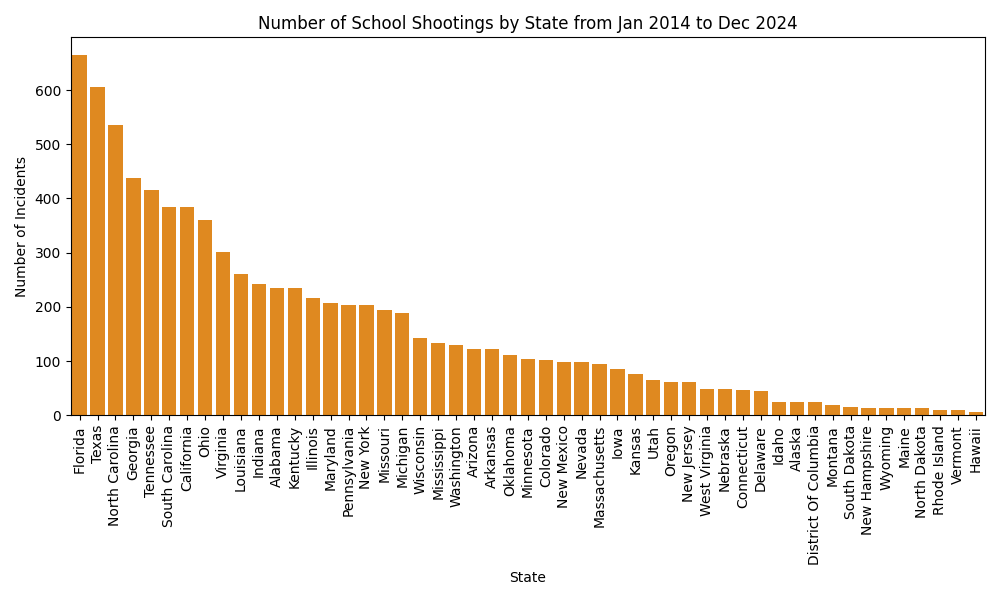 Number of School Shootings by State from Jan 2014 to Dec 2024
Number of Incidents
600
500
400
300
200
100
0
Florida
Texas
North Carolina
Georgia
Tennessee
South Carolina
California
Ohio
Virginia
Louisiana
Indiana
Alabama
Kentucky
Illinois
Maryland
Pennsylvania
New York
Missouri
Michigan
Wisconsin
Mississippi
Washington
Arizona
Arkansas
Oklahoma
Minnesota
Colorado
New Mexico
Nevada
Massachusetts
Iowa
Kansas
Utah
Oregon
New Jersey
West Virginia
Nebraska
Connecticut
Delaware
Idaho
Alaska
District Of Columbia
Montana
South Dakota
New Hampshire
Wyoming
Maine
North Dakota
Rhode Island
Vermont
Hawaii
State